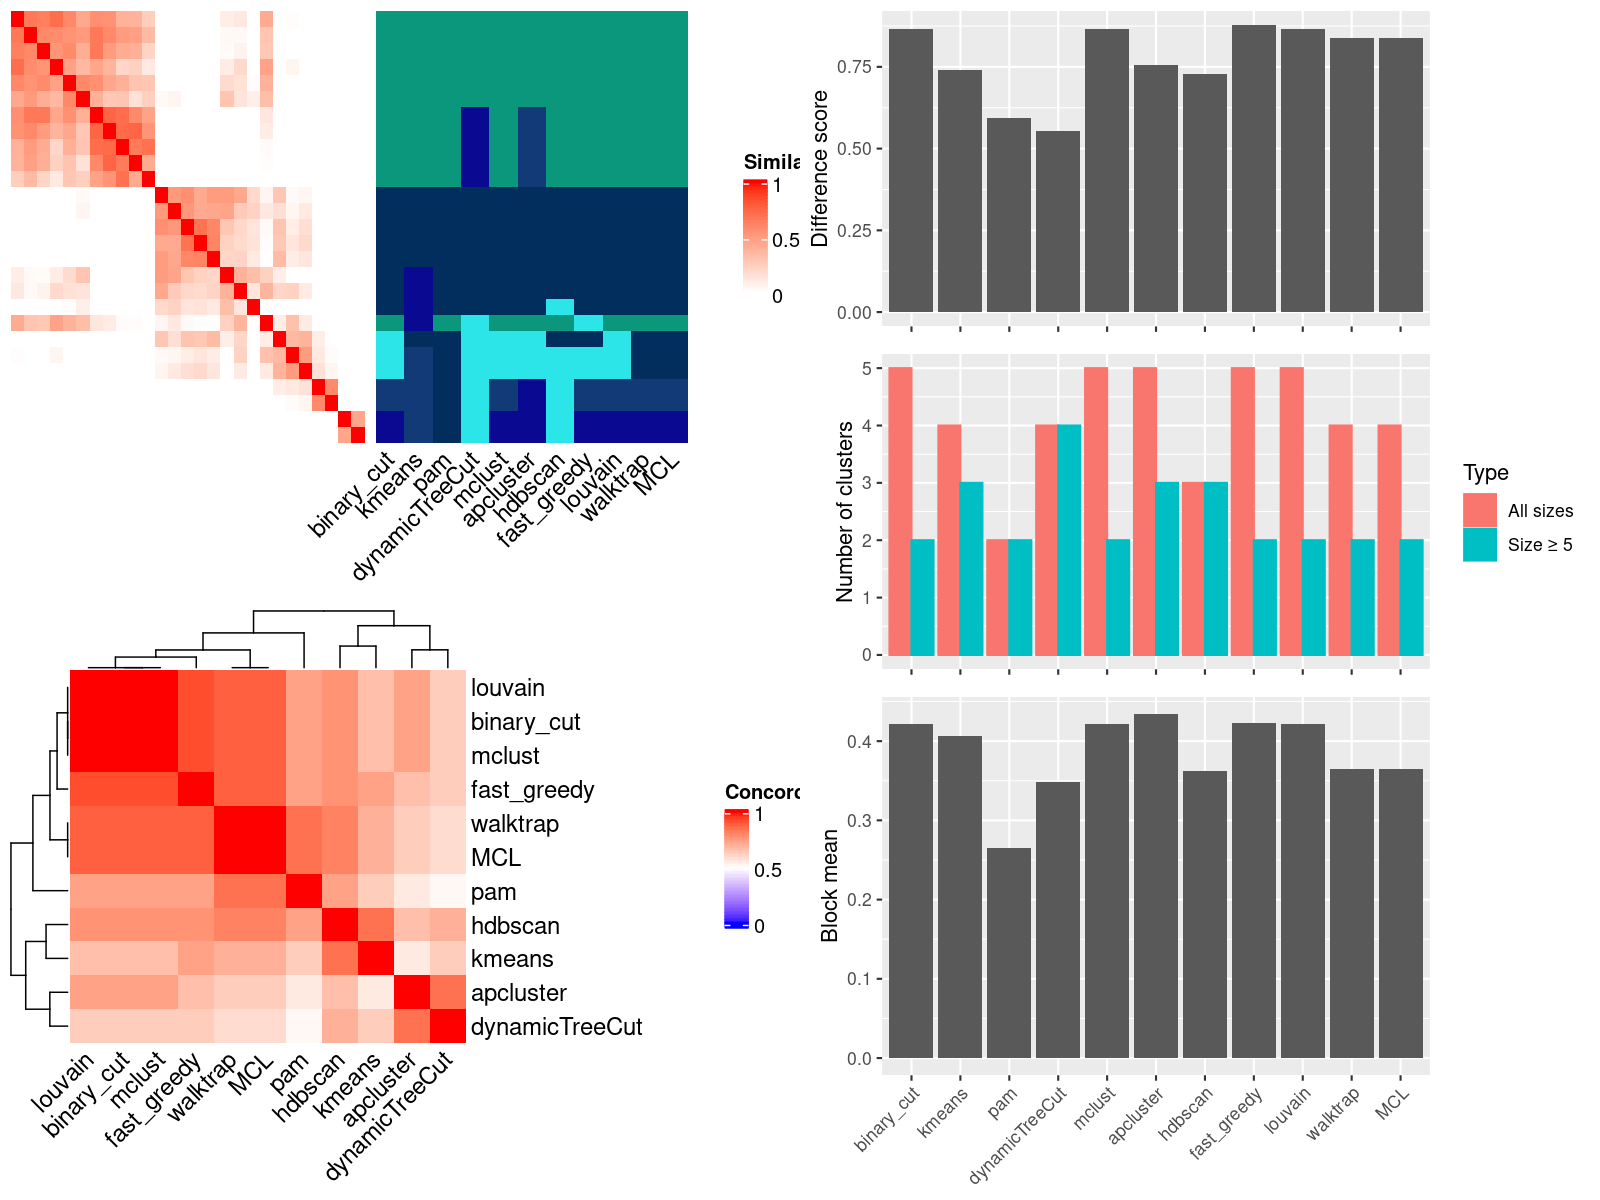 Simila
1
0.5
0
binary_cut
kmeans
pam
dynamicTreeCut
mclust
apcluster
hdbscan
fast_greedy
louvain
walktrap
MCL
louvain
binary_cut
mclust
fast_greedy
walktrap
MCL
pam
hdbscan
kmeans
apcluster
dynamicTreeCut
louvain
binary_cut
mclust
fast_greedy
walktrap
MCL
pam
hdbscan
kmeans
apcluster
dynamicTreeCut
Concord
1
0.5
0
Difference score
0.75
0.50
0.25
0.00
Number of clusters
5
4
3
2
1
0
Type
All sizes
Size ≥ 5
Block mean
0.4
0.3
0.2
0.1
0.0
binary_cut
kmeans
pam
dynamicTreeCut
mclust
apcluster
hdbscan
fast_greedy
louvain
walktrap
MCL